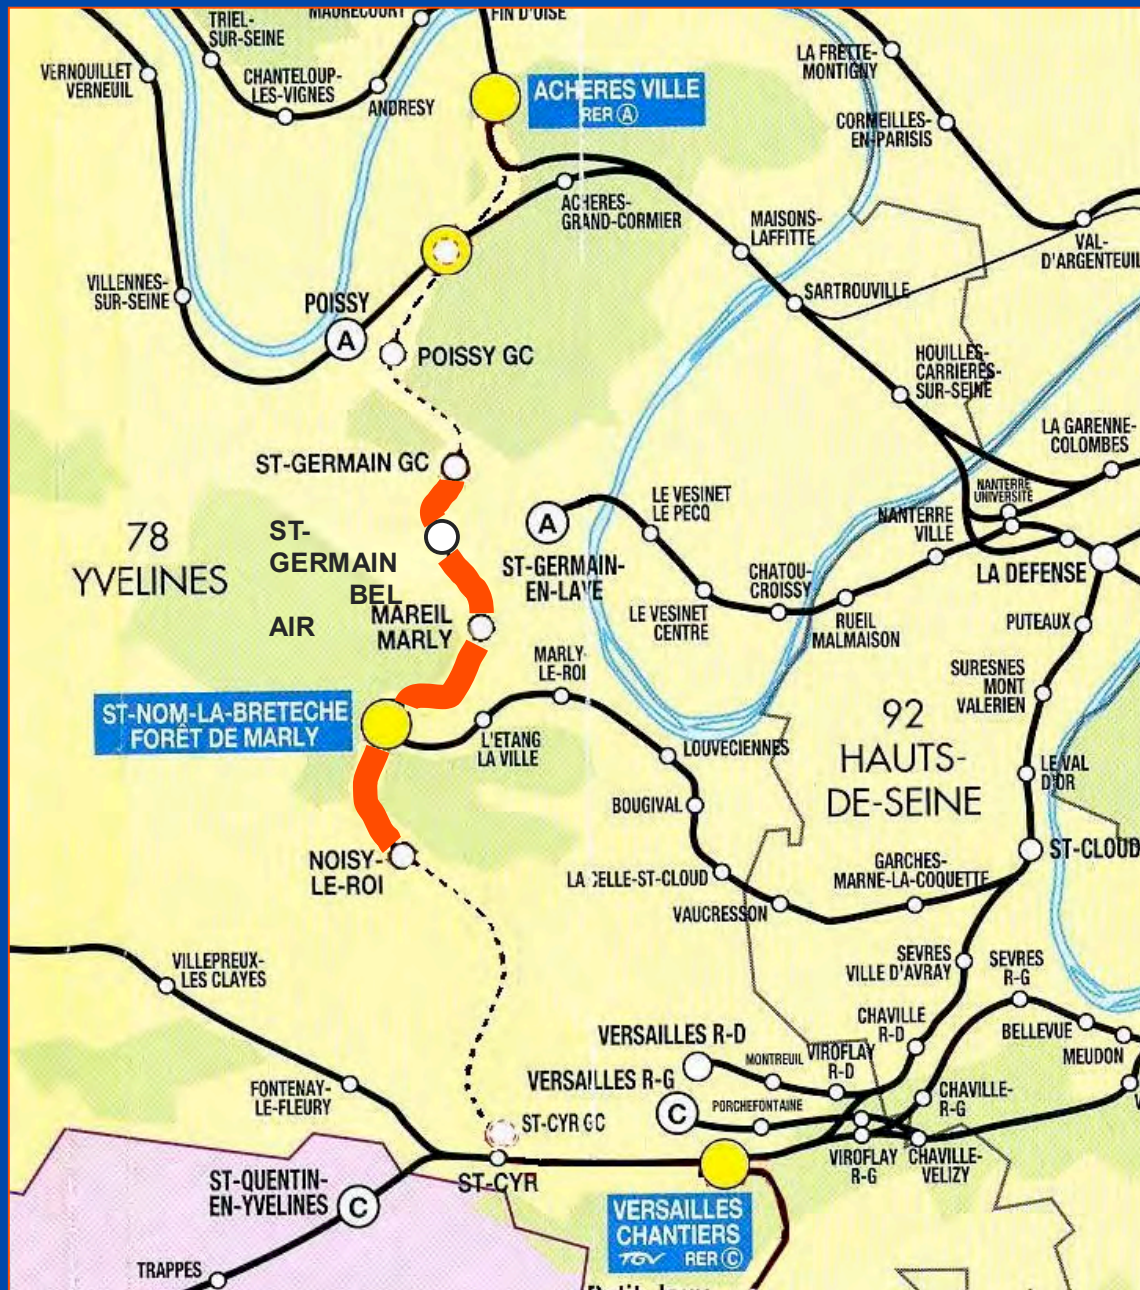 TRIEL-
SUR-SEINE
MAURECOURT
FIN D'OISE
VERNOUILLET
VERNEUIL
CHANTELOUP-
LES-VIGNES
ANDRESY
ACHERES VILLE
RER A
LA FRETTE-
MONTIGNY
CORMEILLES-
EN-PARISIS
ACHERES-
GRAND-CORMIER
MAISONS-
LAFFITTE
VAL-
D'ARGENTEUIL
VILLENNES-
SUR-SEINE
POISSY
A
SARTROUVILLE
POISSY GC
HOUILLES-
CARRIERES-
SUR-SEINE
LA GARENNE-
COLOMBES
ST-GERMAIN GC
NANTERRE
UNIVERSITE
LE VESINET
LE PECQ
NANTERRE
VILLE
78
YVELINES
ST-
GERMAIN
BEL
AIR
A
ST-GERMAIN-
EN-LAYE
CHATOU-
CROISSY
LA DEFENSE
MAREIL
MARLY
LE VESINET
CENTRE
RUEIL
MALMAISON
PUTEAUX
MARLY-
LE-ROI
SURESNES
MONT
VALERIEN
ST-NOM-LA-BRETECHE
FORÊT DE MARLY
L'ETANG
LA VILLE
LOUVECIENNES
92
HAUTS-
DE-SEINE
LE VAL
D'OR
BOUGIVAL
NOISY-
LE-ROI
LA CELLE-ST-CLOUD
GARCHES-
MARNE-LA-COQUETTE
ST-CLOUD
VAUCRESSON
VILLEPREUX-
LES CLAYES
SEVRES
VILLE D'AVRAY
SEVRES
R-G
CHAVILLE
R-D
BELLEVUE
MEUDON
VERSAILLES R-D
MONTREUIL
VIROFLAY
R-D
VERSAILLES R-G
C
PORCHEFONTAINE
CHAVILLE-
R-G
FONTENAY-
LE-FLEURY
ST-CYR GC
VIROFLAY
R-G
CHAVILLE-
VELIZY
V
ST-QUENTIN-
EN-YVELINES
C
ST-CYR
VERSAILLES
CHANTIERS
TGV RER C
TRAPPES